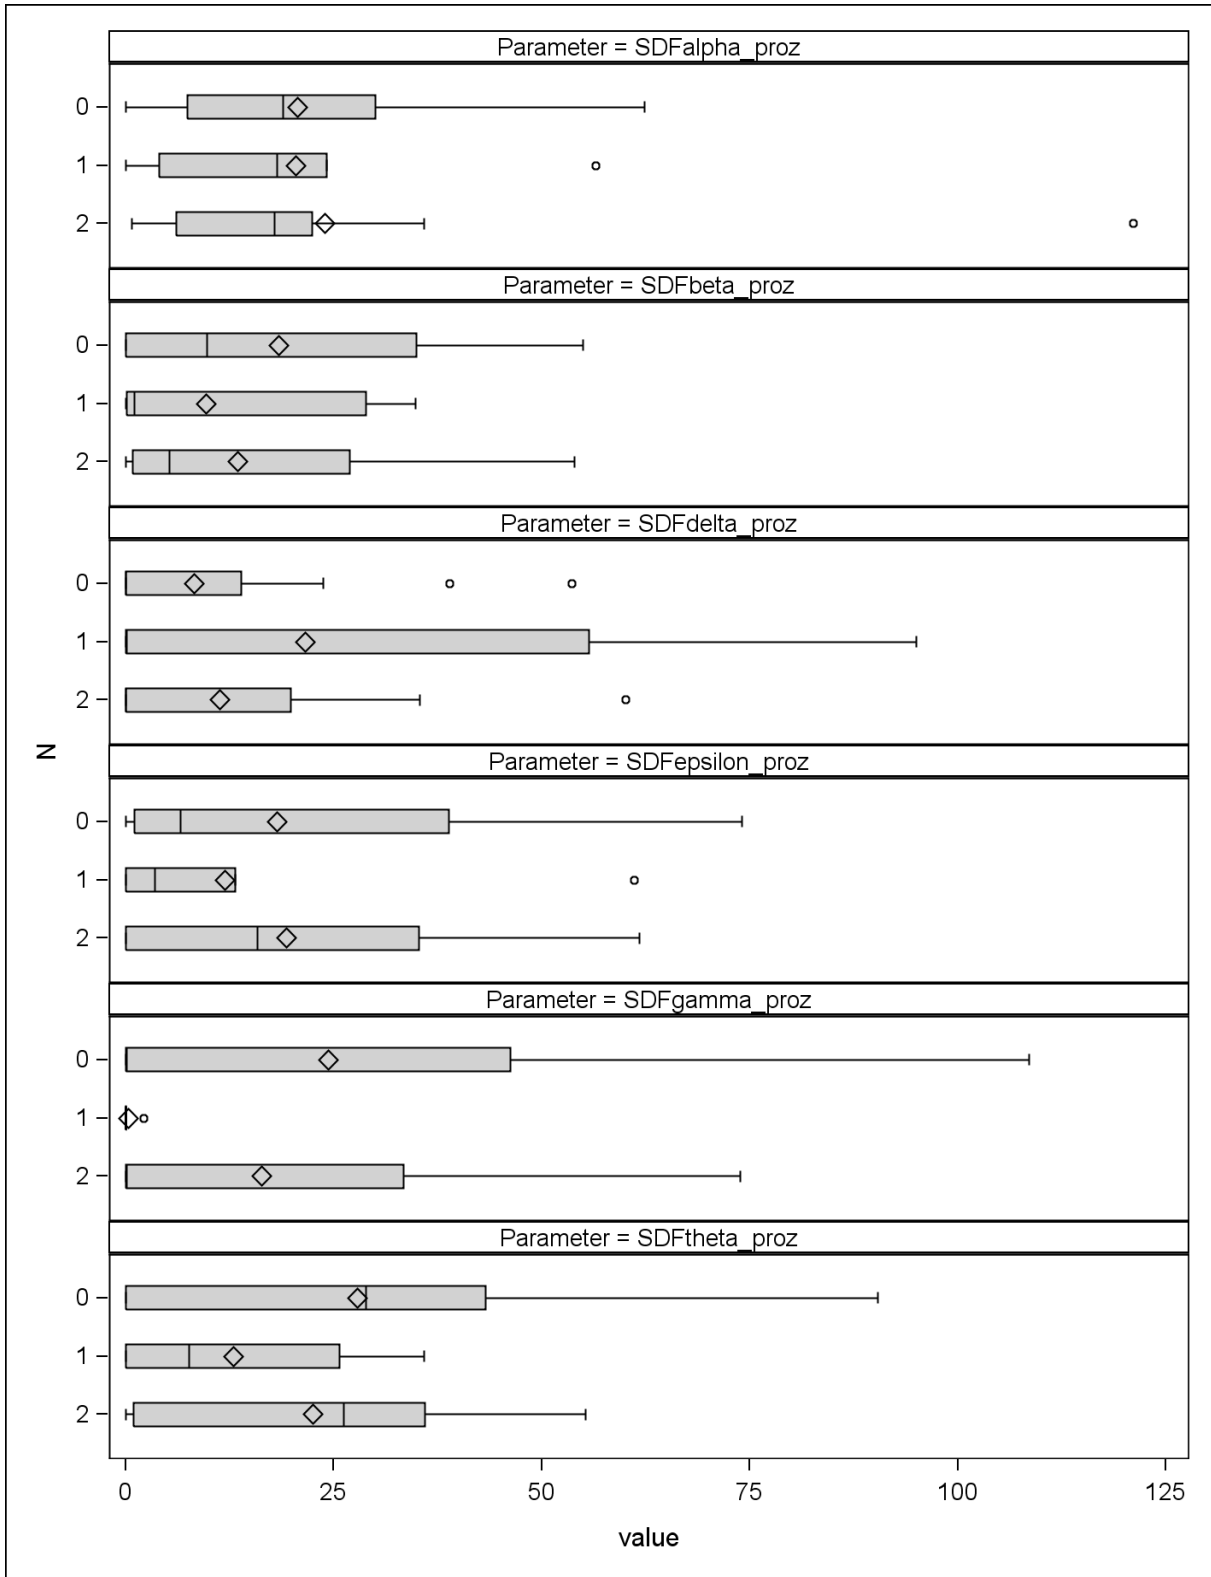 Parameter = SDFalpha_proz
0
1
2
Parameter = SDFbeta_proz
0
1
2
Parameter = SDFdelta_proz
0
1
2
N
Parameter = SDFepsilon_proz
0
1
2
Parameter = SDFgamma_proz
0
1
2
Parameter = SDFtheta_proz
0
1
2
0 25 50 75 100 125
value